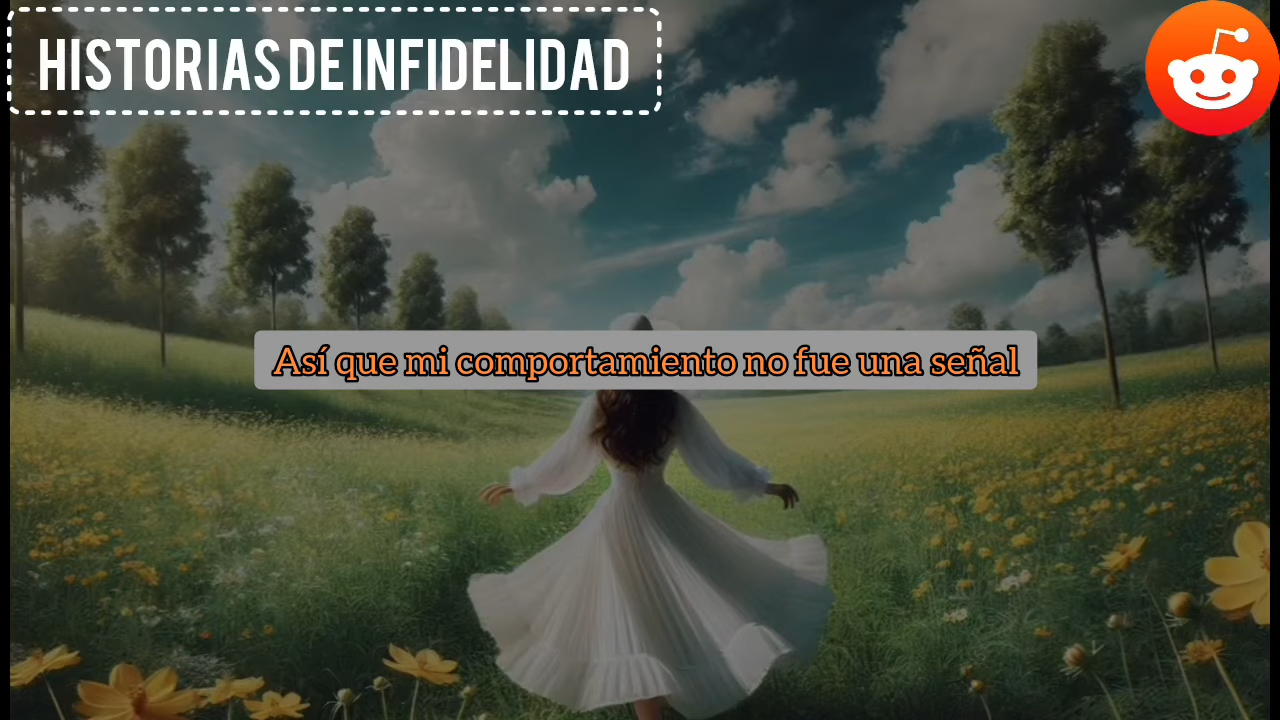 HISTORIAS DE INFIDELIDAD
Así que mi comportamiento no fue una señal